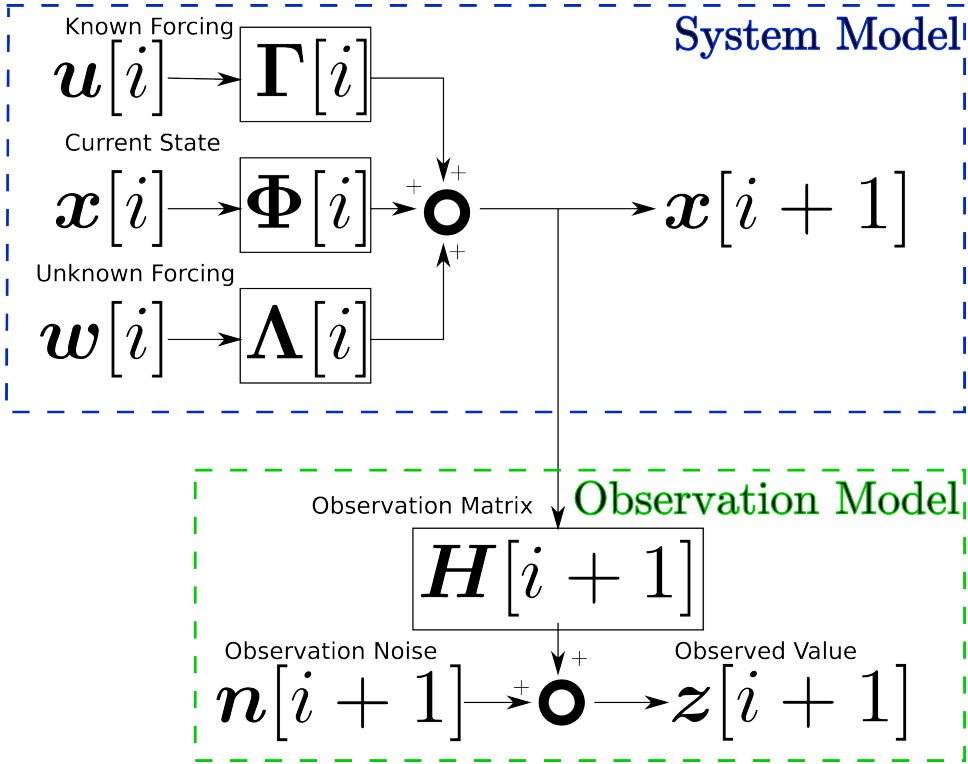 System Model
Known Forcing
u[i] Γ[i]
+
Current State
+
x[i] Φ[i] x[i + 1]
+
Unknown Forcing
w[i] Λ[i]
Observation Model
Observation Matrix
H[i + 1]
Observation Noise + Observed Value
+
n[i + 1] z[i + 1]